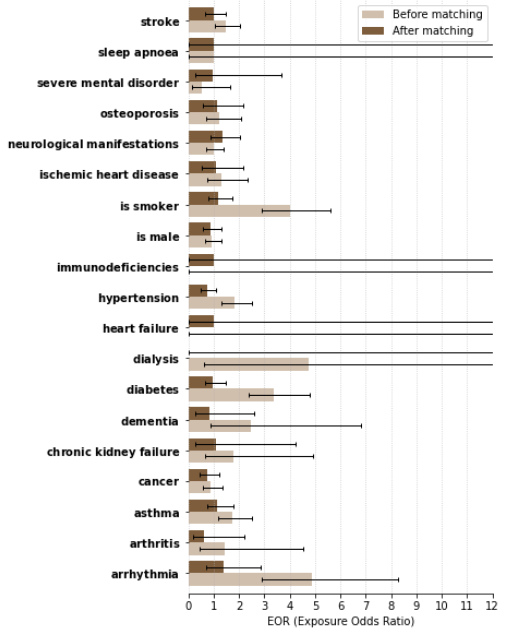 Before matching
After matching
stroke
sleep apnoea
severe mental disorder
osteoporosis
neurological manifestations
ischemic heart disease
is smoker
is male
immunodeficiencies
hypertension
heart failure
dialysis
diabetes
dementia
chronic kidney failure
cancer
asthma
arthritis
arrhythmia
0 1 2 3 4 5 6 7 8 9 10 11 12
EOR (Exposure Odds Ratio)